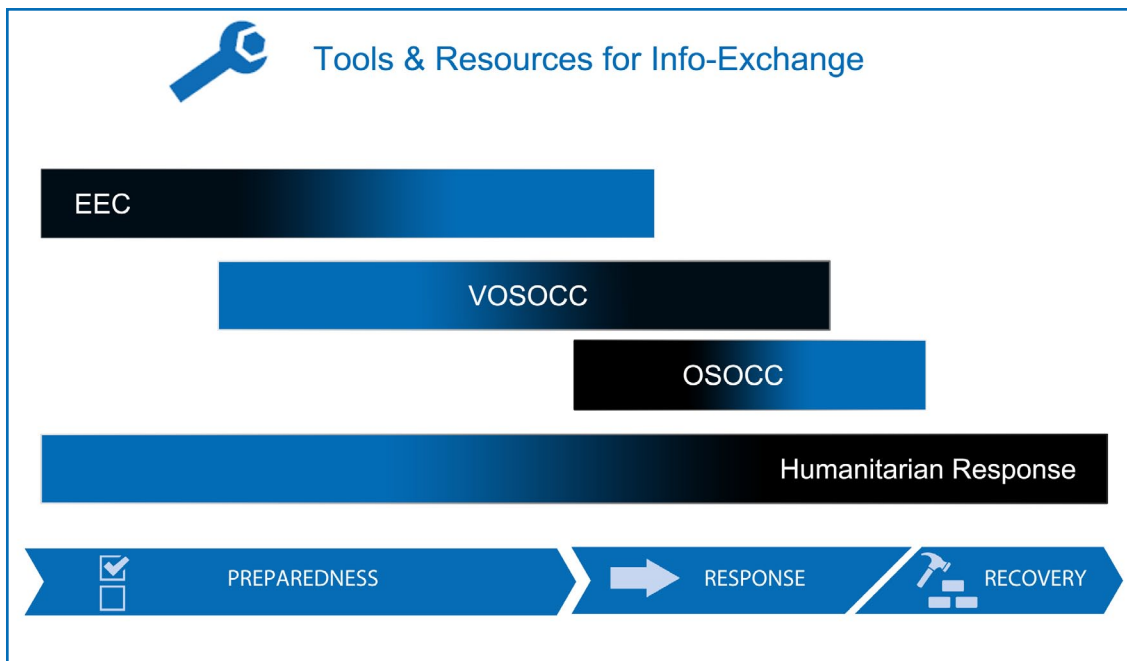 Tools & Resources for Info-Exchange
EEC
VOSOCC
OSOCC
Humanitarian Response
PREPAREDNESS
RESPONSE
RECOVERY